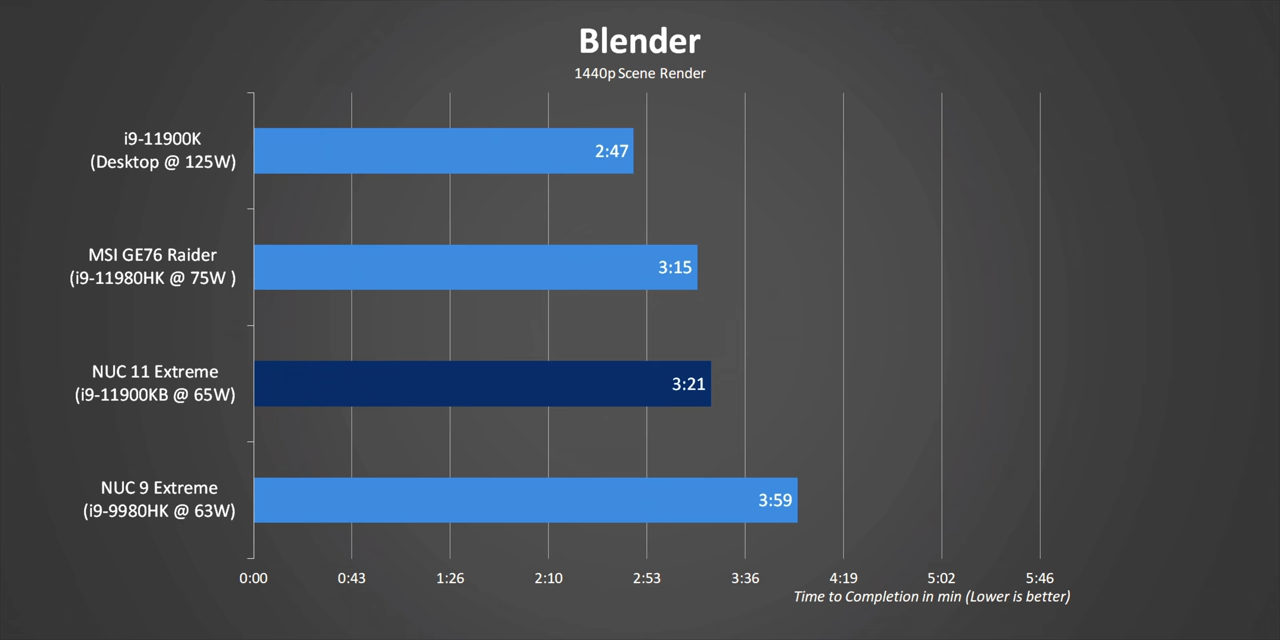 Blender
1440p Scene Render
i9-11900K
(Desktop @ 125W)
2:47
MSI GE76 Raider
(i9-11980HK @ 75W )
3:15
NUC 11 Extreme
(i9-11900KB @ 65W)
3:21
NUC 9 Extreme
(i9-9980HK @ 63W)
3:59
0:00 0:43 1:26 2:10 2:53 3:36 4:19 5:02 5:46
Time to Completion in min (Lower is better)